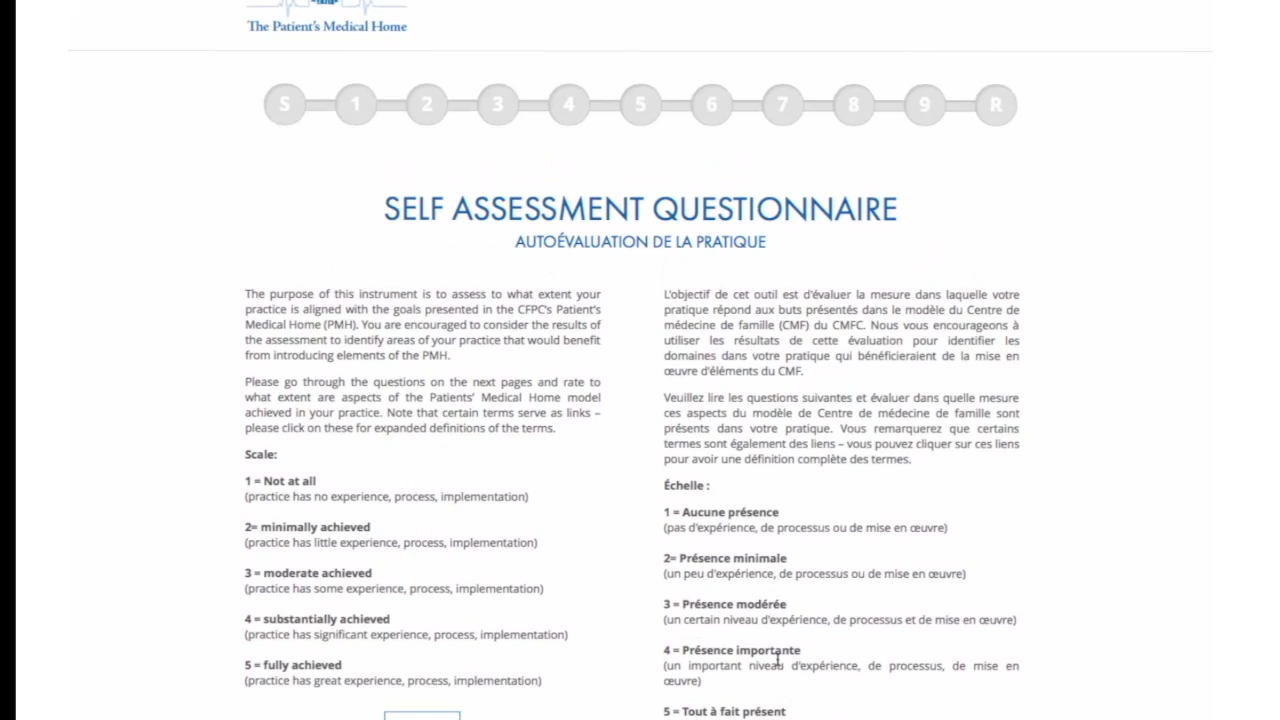 The Patient's Medical Home
S 1 2 3 4 5 6 7 8 9 R
SELF ASSESSMENT QUESTIONNAIRE
AUTOÉVALUATION DE LA PRATIQUE
The purpose of this instrument is to assess to what extent your
practice is aligned with the goals presented in the CFPC's Patient's
Medical Home (PMH). You are encouraged to consider the results of
the assessment to identify areas of your practice that would benefit
from introducing elements of the PMH.
Please go through the questions on the next pages and rate to
what extent are aspects of the Patients' Medical Home model
achieved in your practice. Note that certain terms serve as links –
please click on these for expanded definitions of the terms.
Scale:
1 = Not at all
(practice has no experience, process, implementation)
2= minimally achieved
(practice has little experience, process, implementation)
3 = moderate achieved
(practice has some experience, process, implementation)
4 = substantially achieved
(practice has significant experience, process, implementation)
5 = fully achieved
(practice has great experience, process, implementation)
L'objectif de cet outil est d'évaluer la mesure dans laquelle votre
pratique répond aux buts présentés dans le modèle du Centre de
médecine de famille (CMF) du CMFC. Nous vous encourageons à
utiliser les résultats de cette évaluation pour identifier les
domaines dans votre pratique qui bénéficieraient de la mise en
œuvre d'éléments du CMF.
Veuillez lire les questions suivantes et évaluer dans quelle mesure
ces aspects du modèle de Centre de médecine de famille sont
présents dans votre pratique. Vous remarquerez que certains
termes sont également des liens – vous pouvez cliquer sur ces liens
pour avoir une définition complète des termes.
Échelle :
1 = Aucune présence
(pas d'expérience, de processus ou de mise en œuvre)
2= Présence minimale
(un peu d'expérience, de processus ou de mise en œuvre)
3 = Présence modérée
(un certain niveau d'expérience, de processus et de mise en œuvre)
4 = Présence importante
(un important niveau d'expérience, de processus, de mise en
œuvre)
5 = Tout à fait présent